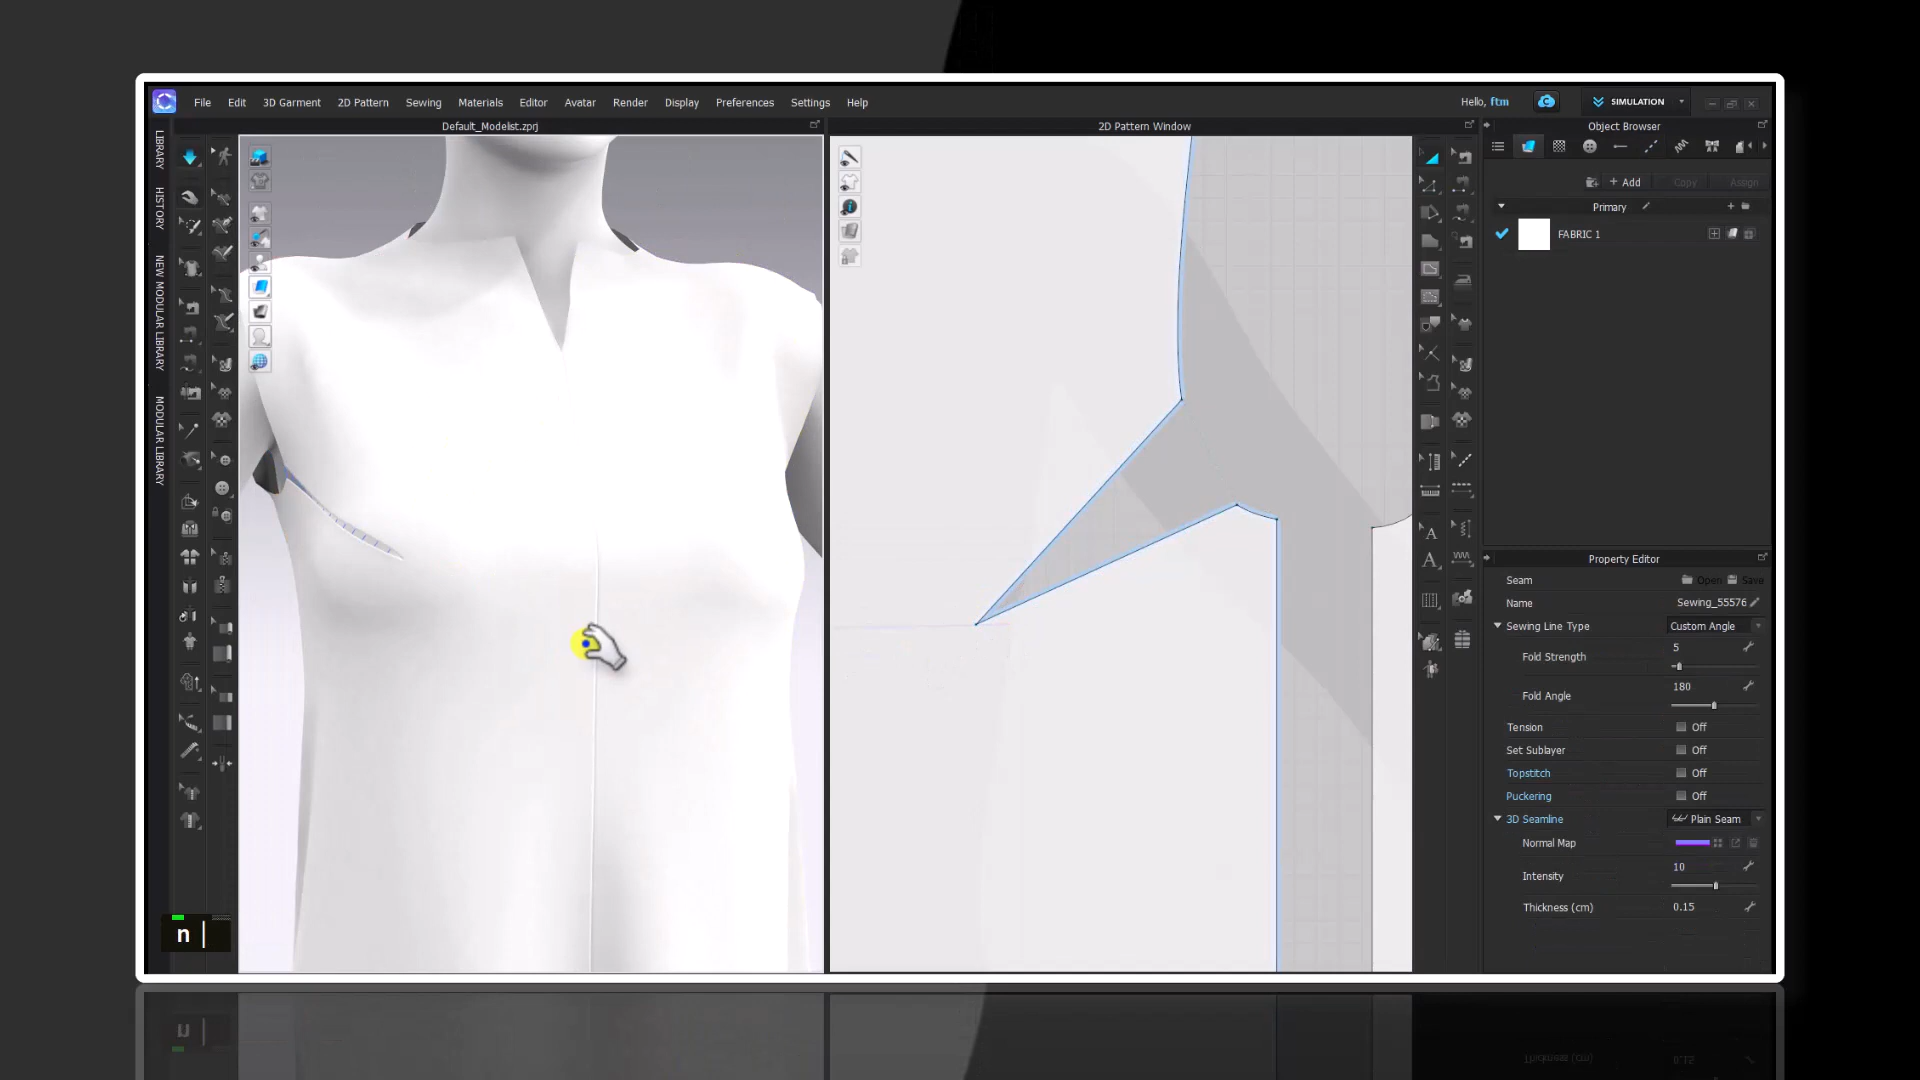 File Edit 3D Garment 2D Pattern Sewing Materials Editor Avatar Render Display Preferences Settings Help
Hello, ftm
SIMULATION
Default_Modelist.zprj
2D Pattern Window
Object Browser
LIBRARY
HISTORY
NEW MODULAR LIBRARY
MODULAR LIBRARY
+ Add Copy Assign
Primary
FABRIC 1
Property Editor
Seam Open Save
Name Sewing_55576
Sewing Line Type Custom Angle
Fold Strength 5
Fold Angle 180
Tension Off
Set Sublayer Off
Topstitch Off
Puckering Off
3D Seamline Plain Seam
Normal Map
Intensity 10
Thickness (cm) 0.15
n